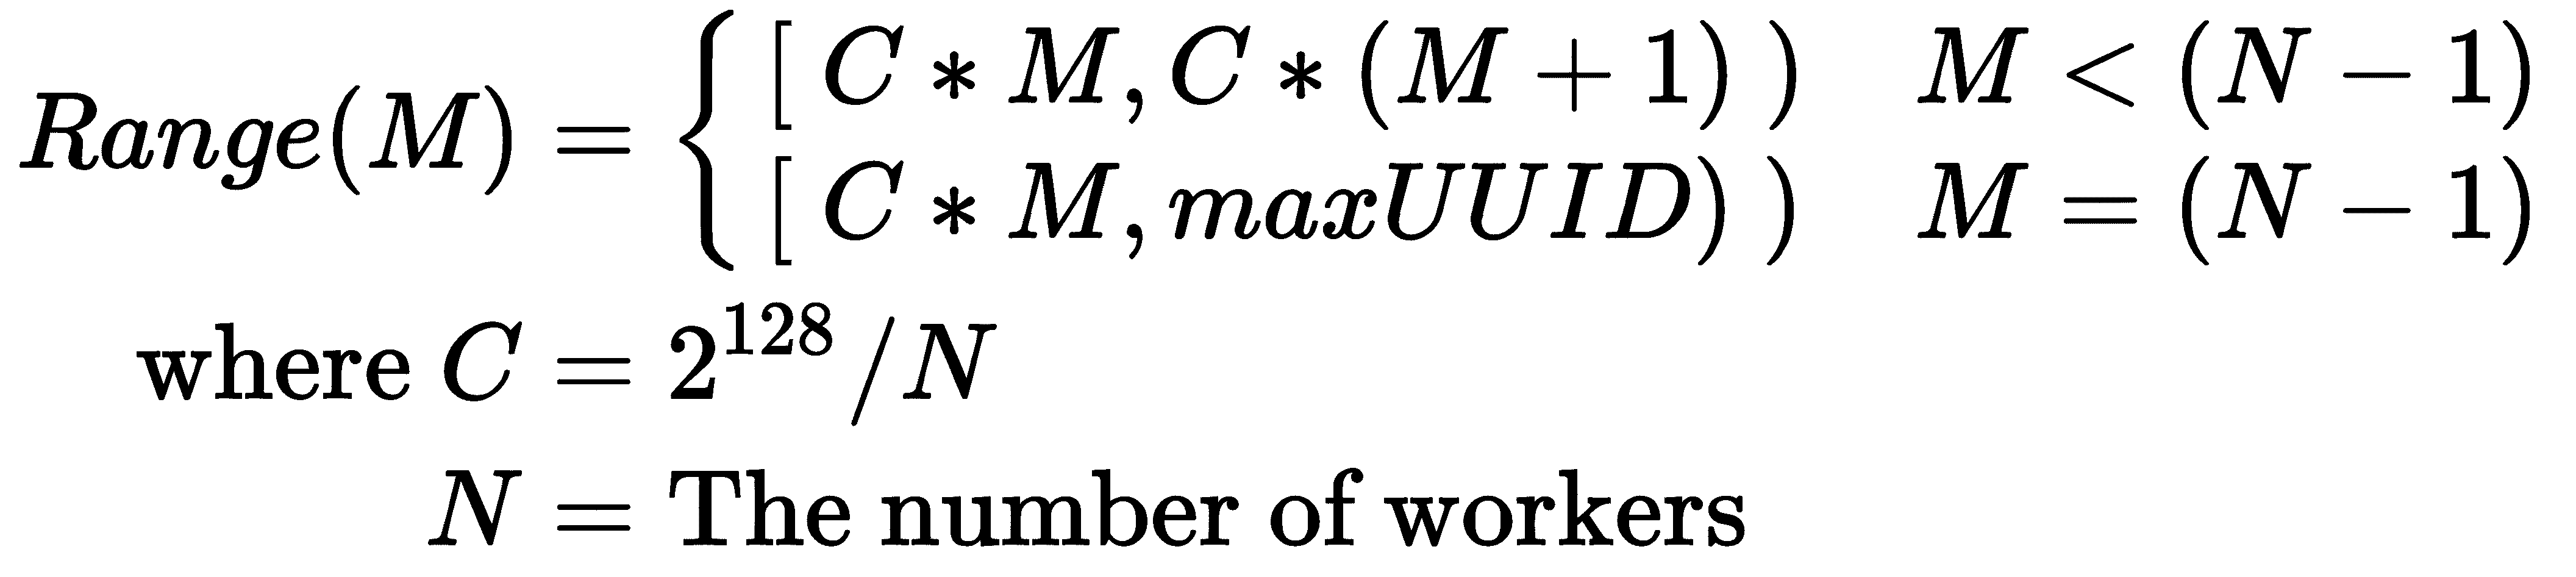 Range(M) = { [ C * M, C * (M + 1) ) M < (N − 1)
[ C * M, maxUUID) ) M = (N − 1)
where C = 2^128 / N
N = The number of workers